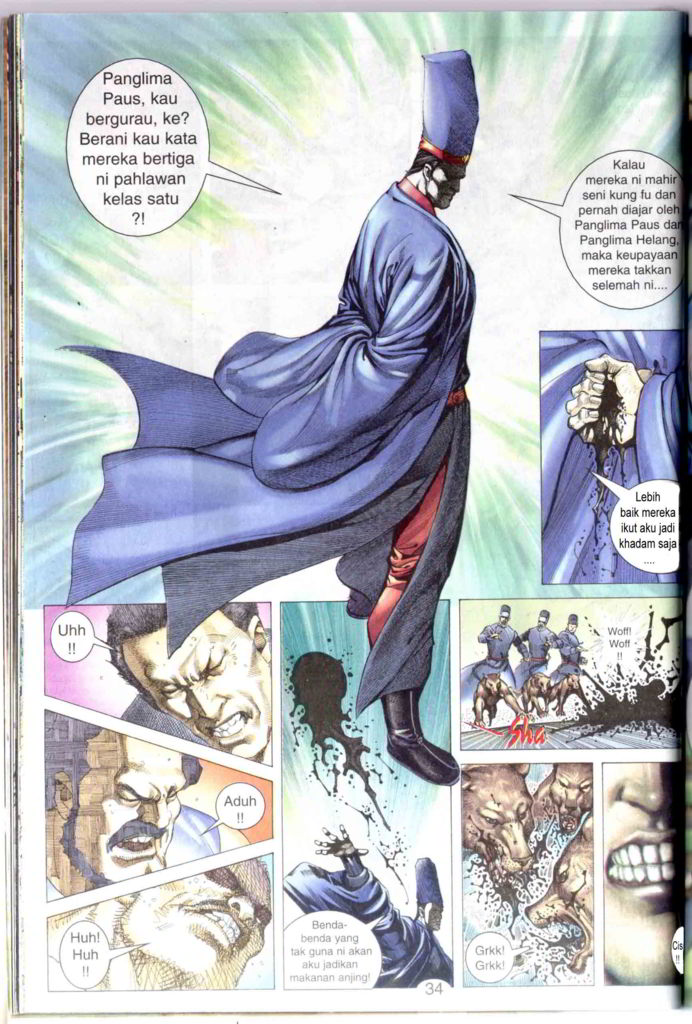 Panglima
Paus, kau
bergurau, ke?
Berani kau kata
mereka bertiga
ni pahlawan
kelas satu
?!
Kalau
mereka ni mahir
seni kung fu dan
pernah diajar oleh
Panglima Paus dan
Panglima Helang,
maka keupayaan
mereka takkan
selemah ni....
Lebih
baik mereka
ikut aku jadi
khadam saja
....
Uhh
!!
Aduh
!!
Huh!
Huh
!!
Benda-
benda yang
tak guna ni akan
aku jadikan
makanan anjing!
Woff!
Woff
!!
Sha
Grkk!
Grkk!
Cis
!!
34